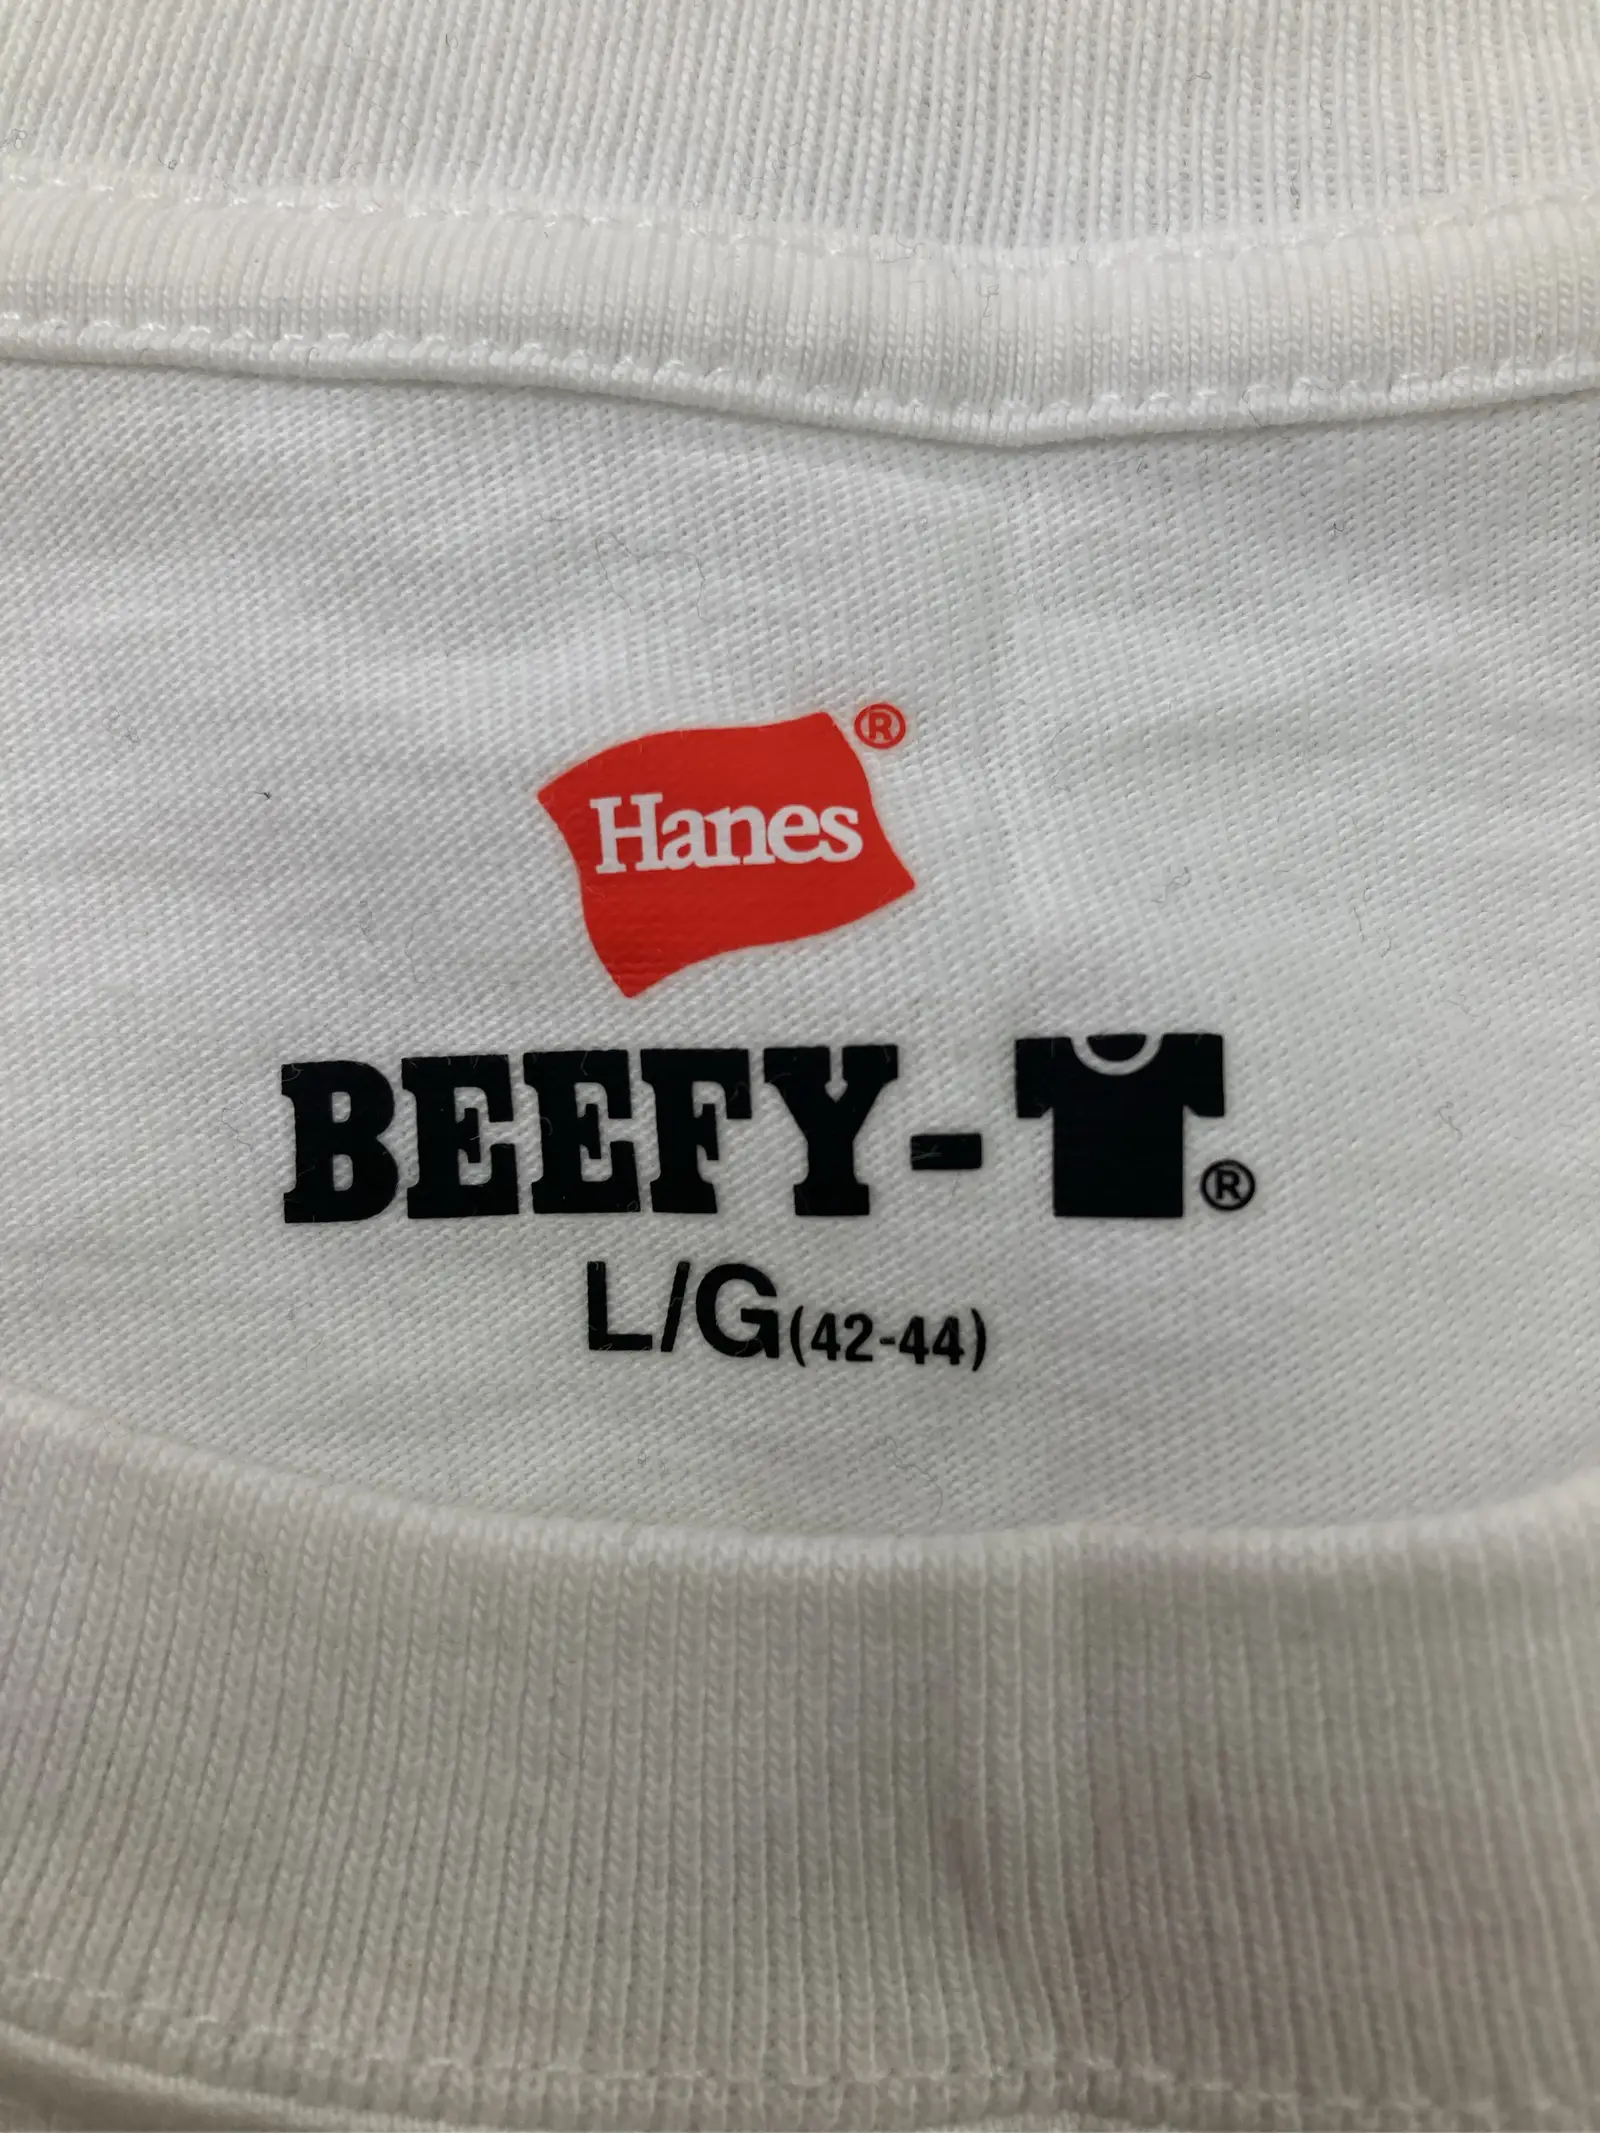 Hanes®
BEEFY-T®
L/G (42-44)